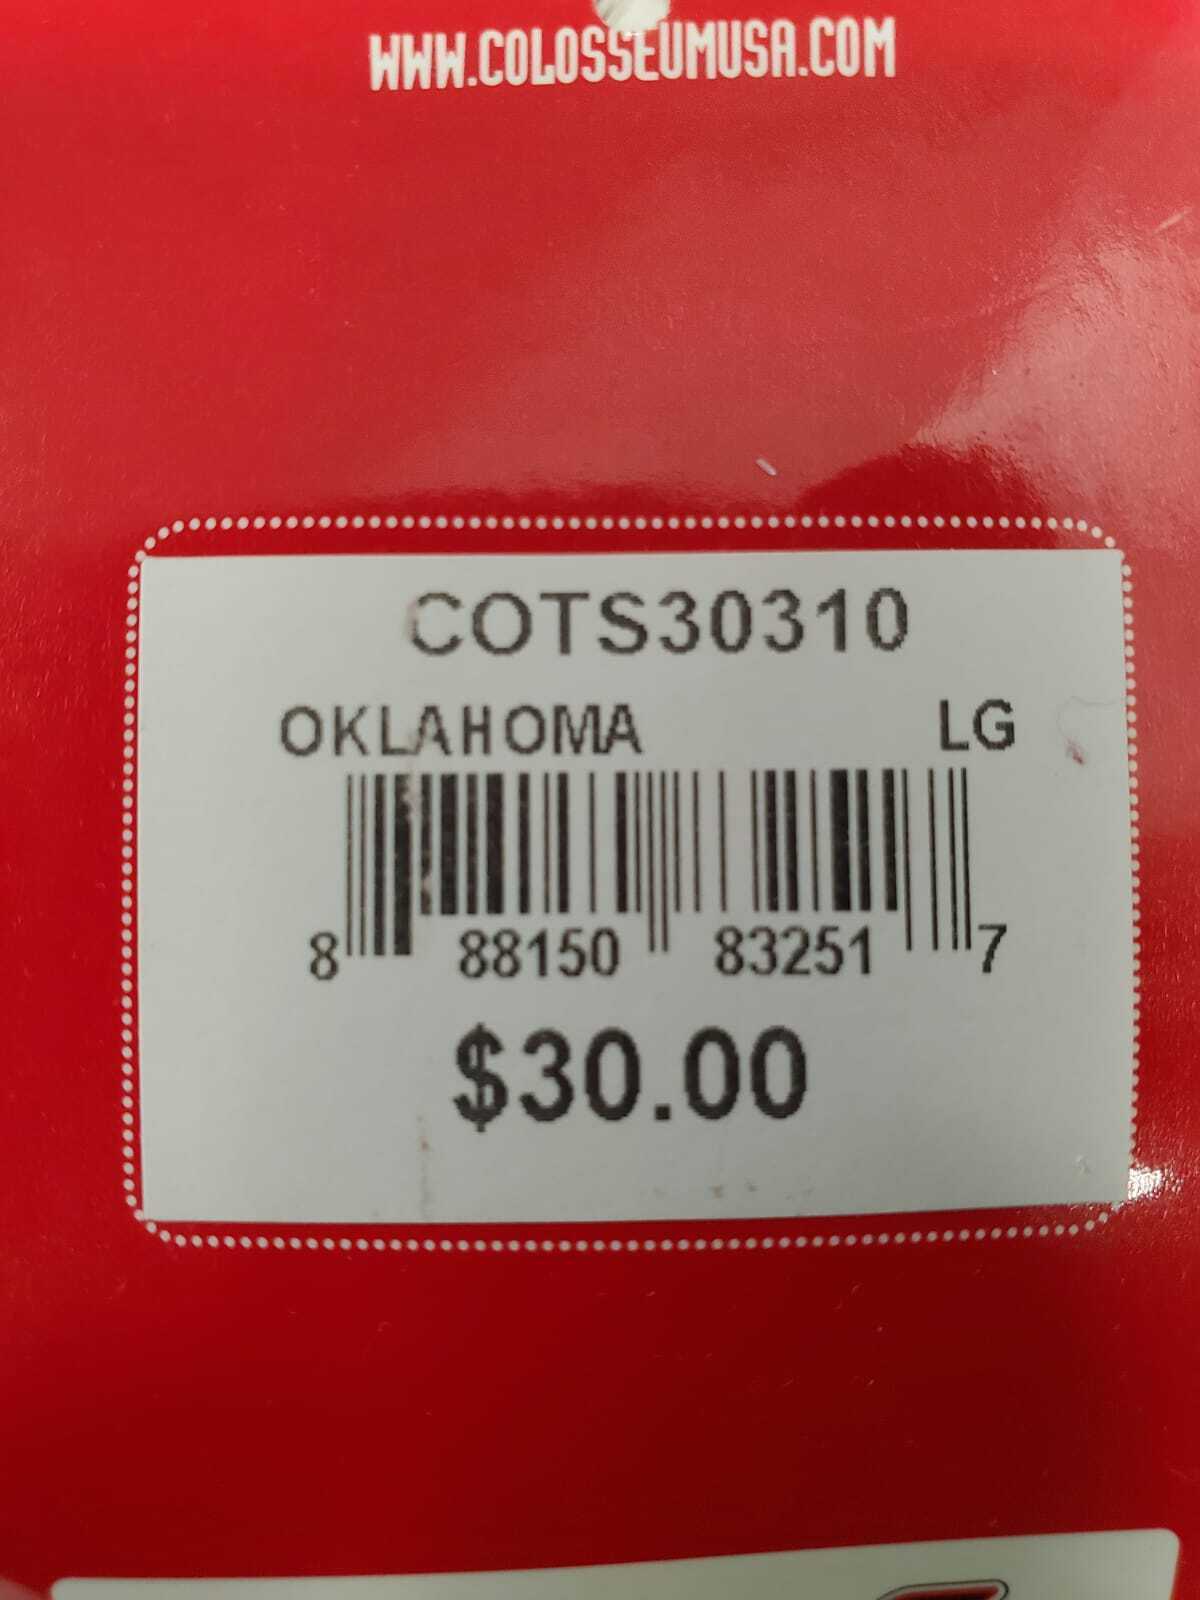 WWW.COLOSSEUMUSA.COM
COTS30310
OKLAHOMA LG
8 88150 83251 7
$30.00